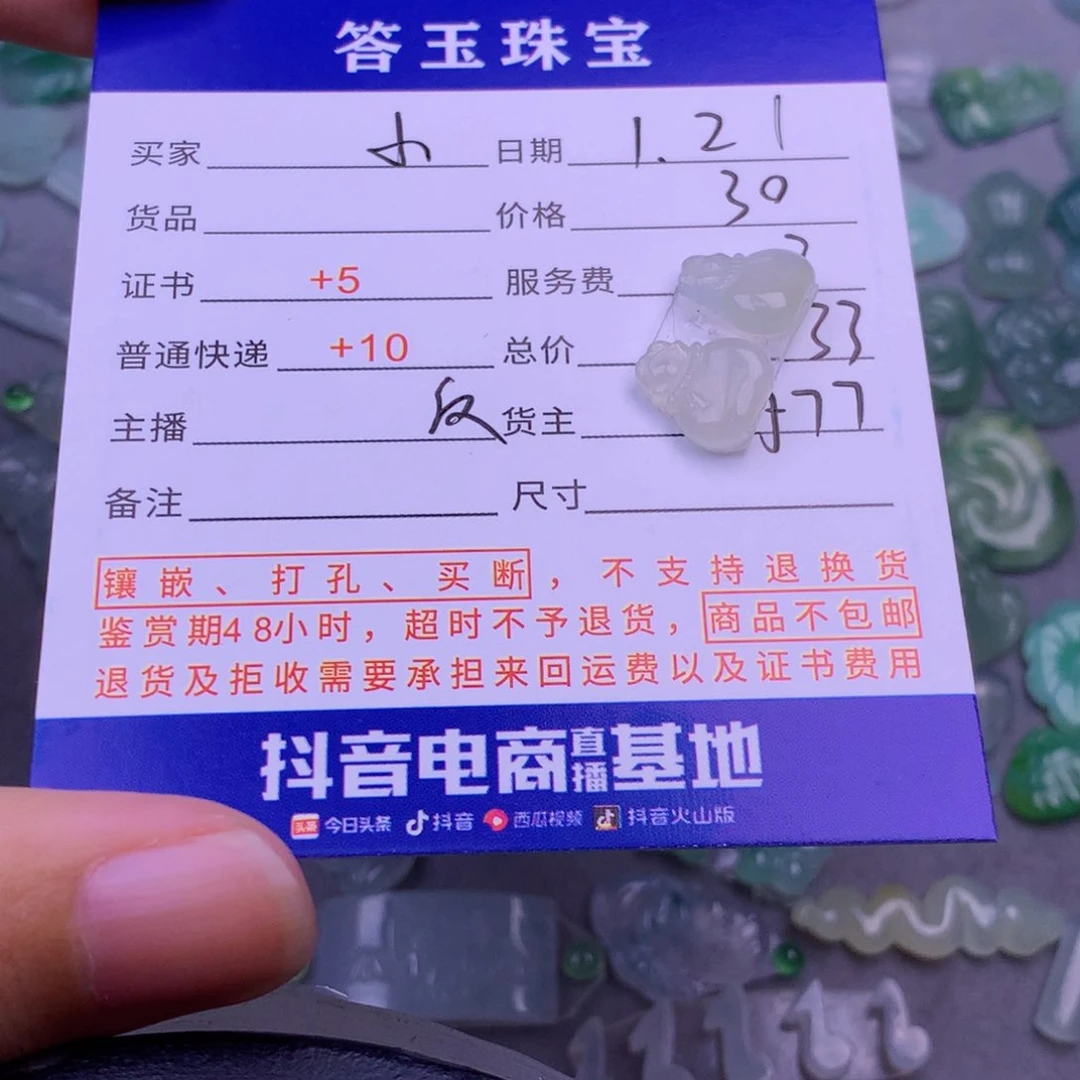 答玉珠宝
买家 小 日期 1.21
货品 价格 30
证书 +5 服务费
普通快递 +10 总价 33
主播 货主 77
备注 尺寸
镶嵌、打孔、买断，不支持退换货
鉴赏期48小时，超时不予退货，商品不包邮
退货及拒收需要承担来回运费以及证书费用
抖音电商直播基地
头条 今日头条 抖音 西瓜视频 抖音火山版